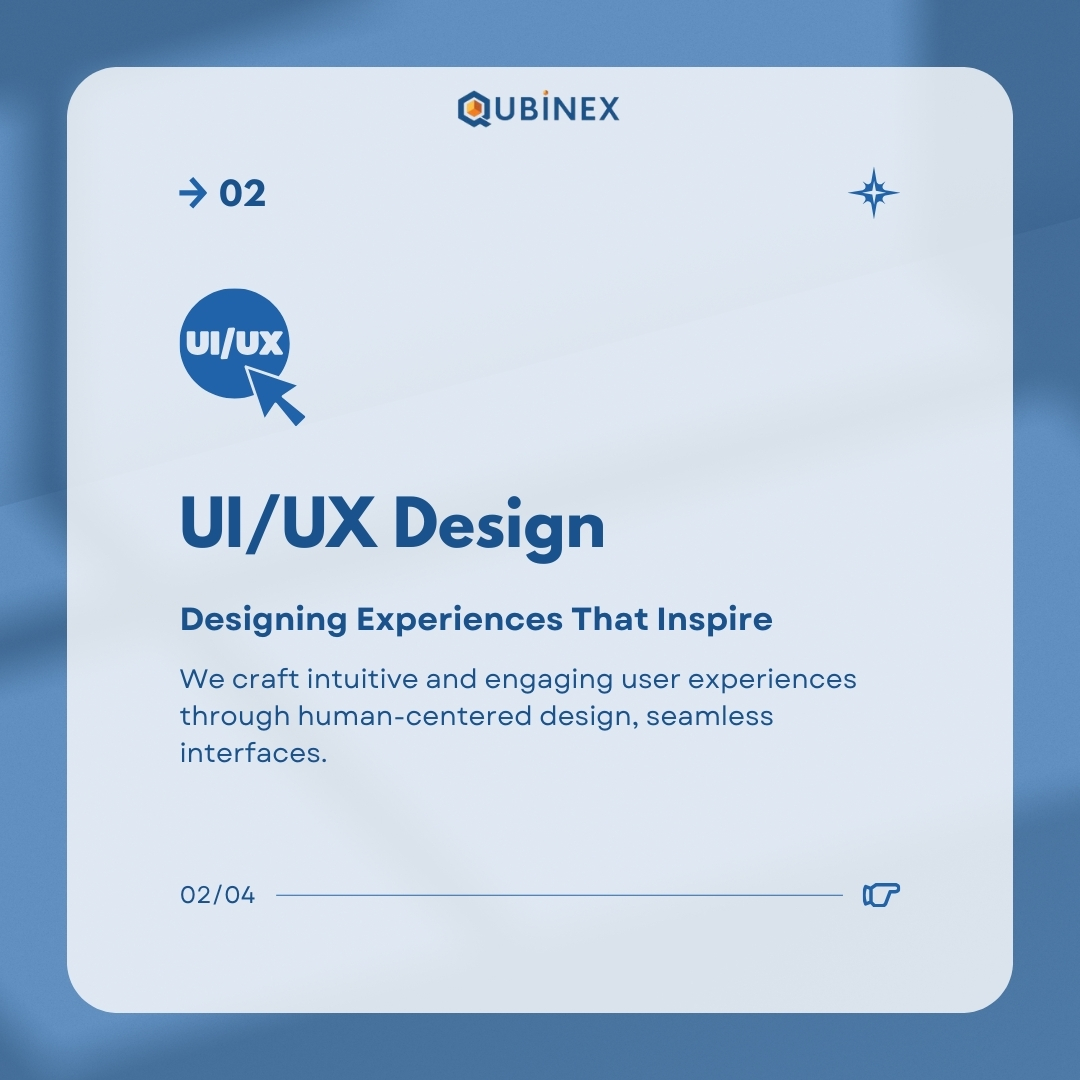 QUBINEX
→ 02
UI/UX
UI/UX Design
Designing Experiences That Inspire
We craft intuitive and engaging user experiences
through human-centered design, seamless
interfaces.
02/04